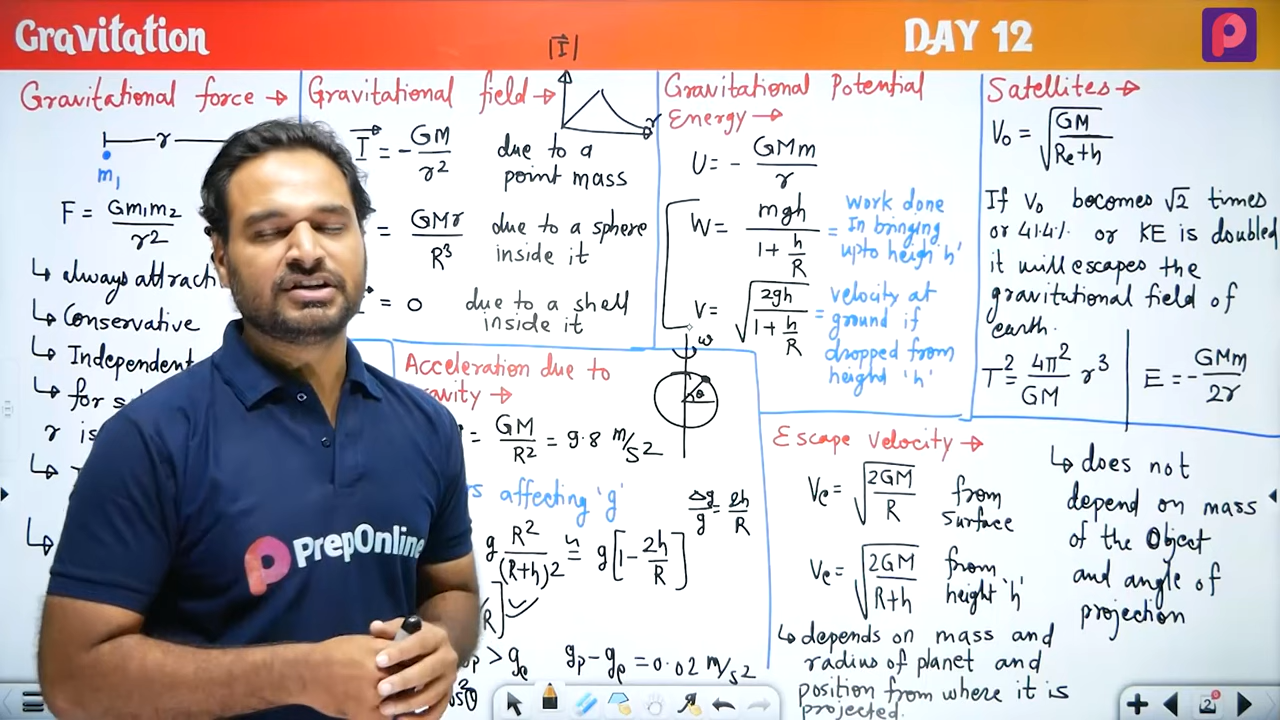 Gravitation
DAY 12
Gravitational force →
r
m₁
F = Gm₁m₂/r²
↳ always attract
↳ Conservative
↳ Independent
↳ for s
r is
Gravitational field →
|I⃗|
r
I⃗ = -GM/r² due to a
point mass
= GMr/R³ due to a sphere
inside it
= 0 due to a shell
inside it
Gravitational Potential
Energy →
U = - GMm/r
W = mgh/(1 + h/R) = work done
In bringing
upto heigh 'h'
V = √(2gh/(1 + h/R)) = velocity at
ground if
dropped from
height 'h'
Satellites →
V₀ = √(GM/(Re+h))
If V₀ becomes √2 times
or 41.4% or KE is doubled
it will escapes the
gravitational field of
earth.
T² = 4π²/GM r³
E = - GMm/2r
Acceleration due to
= GM/R² = 9.8 m/s²
ω
θ
affecting 'g'
Δg/g = 2h/R
g R²/(R+h)² ≈ g[1 - 2h/R]
R]
> ge gp - ge = 0.02 m/s²
Escape velocity →
Ve = √(2GM/R) from
surface
Ve = √(2GM/(R+h)) from
height 'h'
↳ depends on mass and
radius of planet and
position from where it is
projected.
↳ does not
depend on mass
of the Object
and angle of
projection
PrepOnline
2